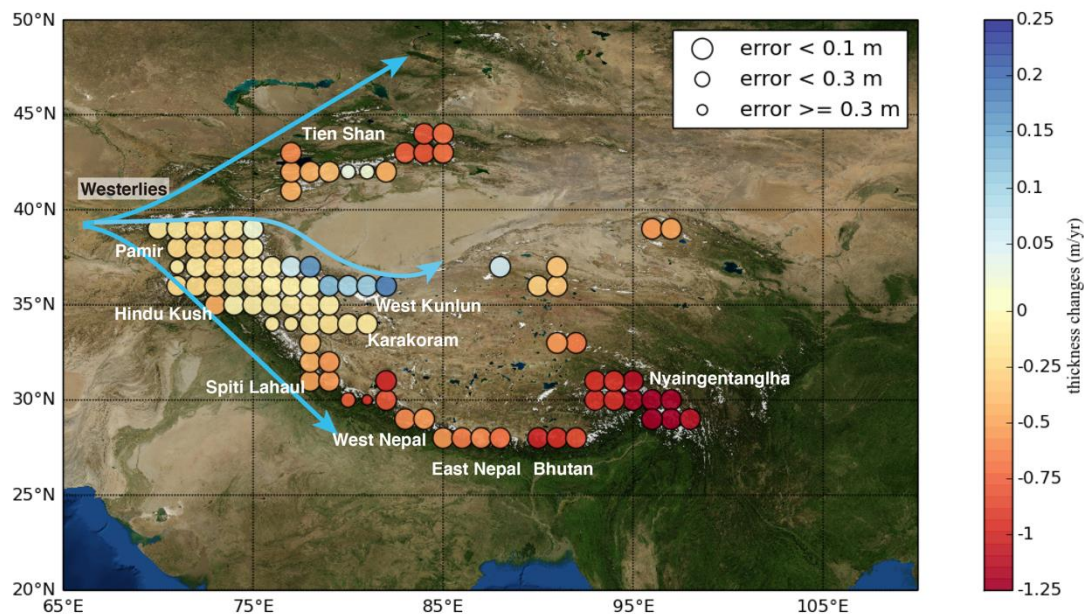 50°N
45°N
40°N
35°N
30°N
25°N
20°N
65°E
75°E
85°E
95°E
105°E
error < 0.1 m
error < 0.3 m
error >= 0.3 m
Tien Shan
Westerlies
Pamir
West Kunlun
Hindu Kush
Karakoram
Spiti Lahaul
Nyaingentanglha
West Nepal
East Nepal
Bhutan
0.25
0.2
0.15
0.1
0.05
0
-0.25
-0.5
-0.75
-1
-1.25
thickness changes (m/yr)